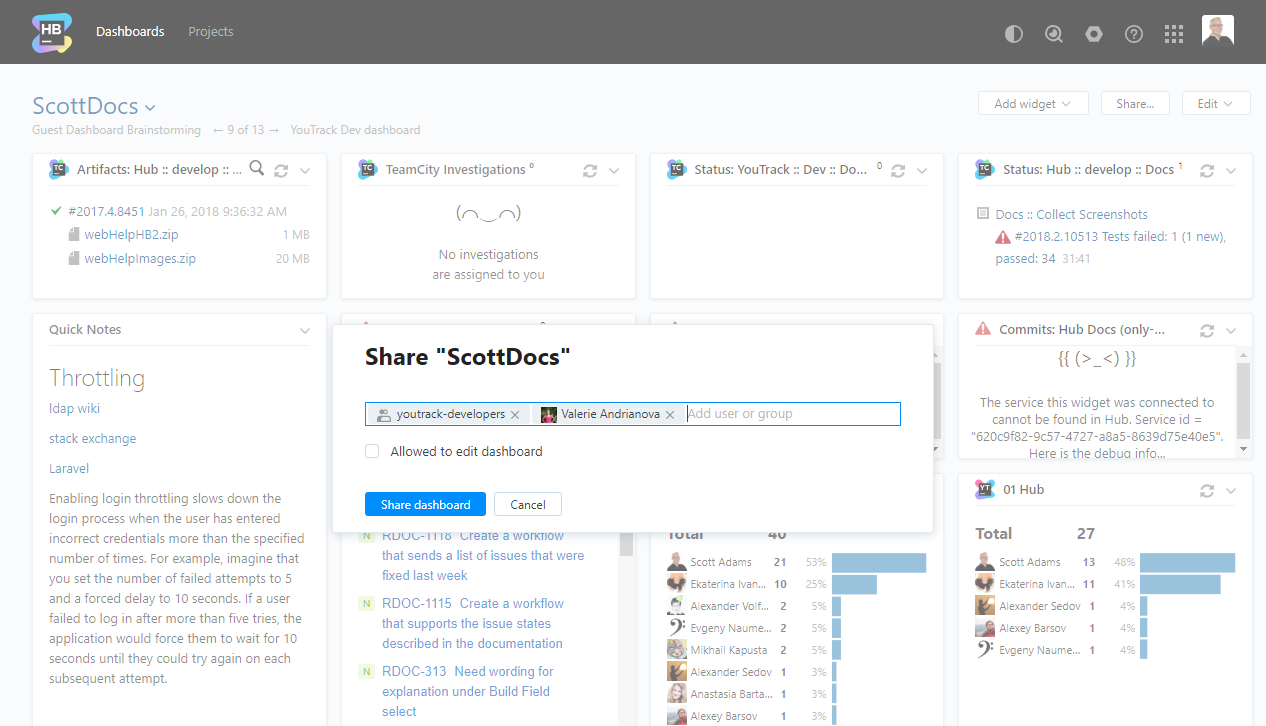 HB
Dashboards
Projects
ScottDocs
Add widget
Share...
Edit
Guest Dashboard Brainstorming ← 9 of 13 → YouTrack Dev dashboard
TC Artifacts: Hub :: develop :: ...
#2017.4.8451 Jan 26, 2018 9:36:32 AM
webHelpHB2.zip 1 MB
webHelpImages.zip 20 MB
TC TeamCity Investigations 0
No investigations
are assigned to you
TC Status: YouTrack :: Dev :: Do... 0
TC Status: Hub :: develop :: Docs 1
Docs :: Collect Screenshots
#2018.2.10513 Tests failed: 1 (1 new),
passed: 34 31:41
Quick Notes
Throttling
ldap wiki
stack exchange
Laravel
Enabling login throttling slows down the
login process when the user has entered
incorrect credentials more than the specified
number of times. For example, imagine that
you set the number of failed attempts to 5
and a forced delay to 10 seconds. If a user
failed to log in after more than five tries, the
application would force them to wait for 10
seconds until they could try again on each
subsequent attempt.
Share "ScottDocs"
youtrack-developers
Valerie Andrianova
Add user or group
Allowed to edit dashboard
Share dashboard
Cancel
N RDOC-1118 Create a workflow
that sends a list of issues that were
fixed last week
N RDOC-1115 Create a workflow
that supports the issue states
described in the documentation
N RDOC-313 Need wording for
explanation under Build Field
select
Total 40
Scott Adams 21 53%
Ekaterina Ivan... 10 25%
Alexander Volf... 2 5%
Evgeny Naume... 2 5%
Mikhail Kapusta 2 5%
Alexander Sedov 1 3%
Anastasia Barta... 1 3%
Alexey Barsov 1 3%
Commits: Hub Docs (only-...
{{ (>_<) }}
The service this widget was connected to
cannot be found in Hub. Service id =
"620c9f82-9c57-4727-a8a5-8639d75e40e5".
Here is the debug info...
YT 01 Hub
Total 27
Scott Adams 13 48%
Ekaterina Ivan... 11 41%
Alexander Sedov 1 4%
Alexey Barsov 1 4%
Evgeny Naume... 1 4%